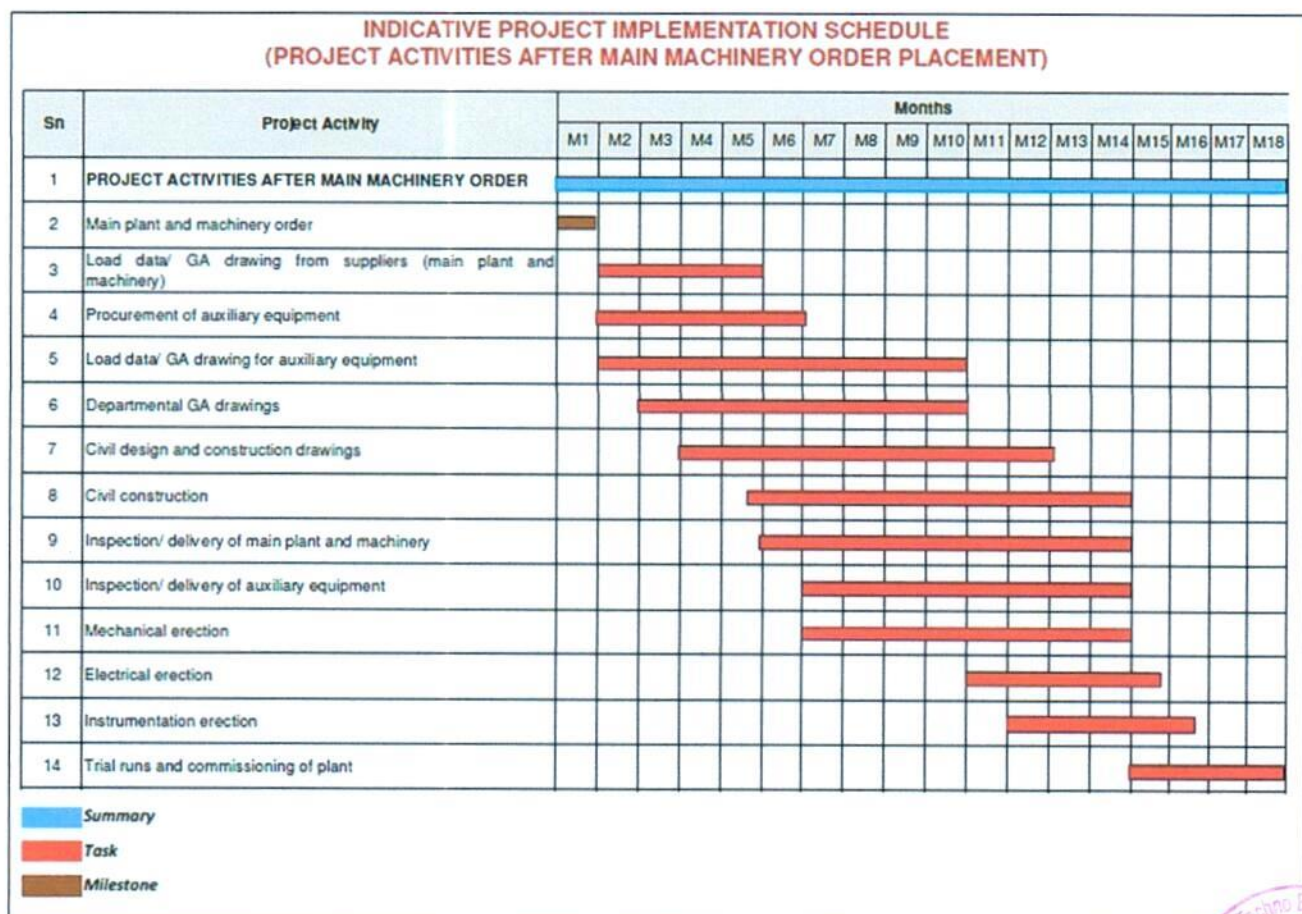 INDICATIVE PROJECT IMPLEMENTATION SCHEDULE
(PROJECT ACTIVITIES AFTER MAIN MACHINERY ORDER PLACEMENT)
Sn Project Activity Months
M1 M2 M3 M4 M5 M6 M7 M8 M9 M10 M11 M12 M13 M14 M15 M16 M17 M18
1 PROJECT ACTIVITIES AFTER MAIN MACHINERY ORDER
2 Main plant and machinery order
3 Load data/ GA drawing from suppliers (main plant and
machinery)
4 Procurement of auxiliary equipment
5 Load data/ GA drawing for auxiliary equipment
6 Departmental GA drawings
7 Civil design and construction drawings
8 Civil construction
9 Inspection/ delivery of main plant and machinery
10 Inspection/ delivery of auxiliary equipment
11 Mechanical erection
12 Electrical erection
13 Instrumentation erection
14 Trial runs and commissioning of plant
Summary
Task
Milestone